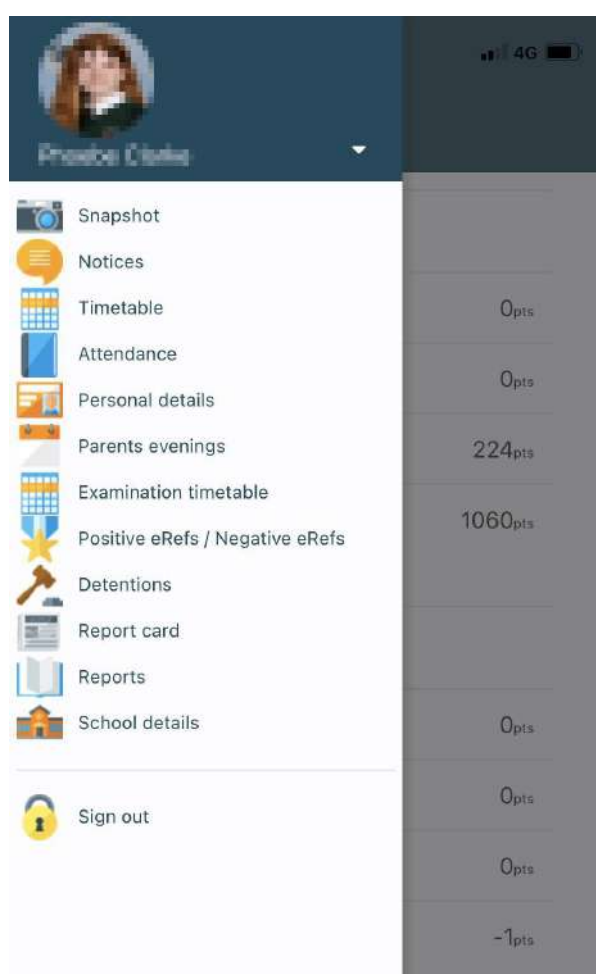 4G
Snapshot
Notices
Timetable
0pts
Attendance
0pts
Personal details
Parents evenings
224pts
Examination timetable
1060pts
Positive eRefs / Negative eRefs
Detentions
Report card
Reports
School details
0pts
0pts
Sign out
0pts
-1pts